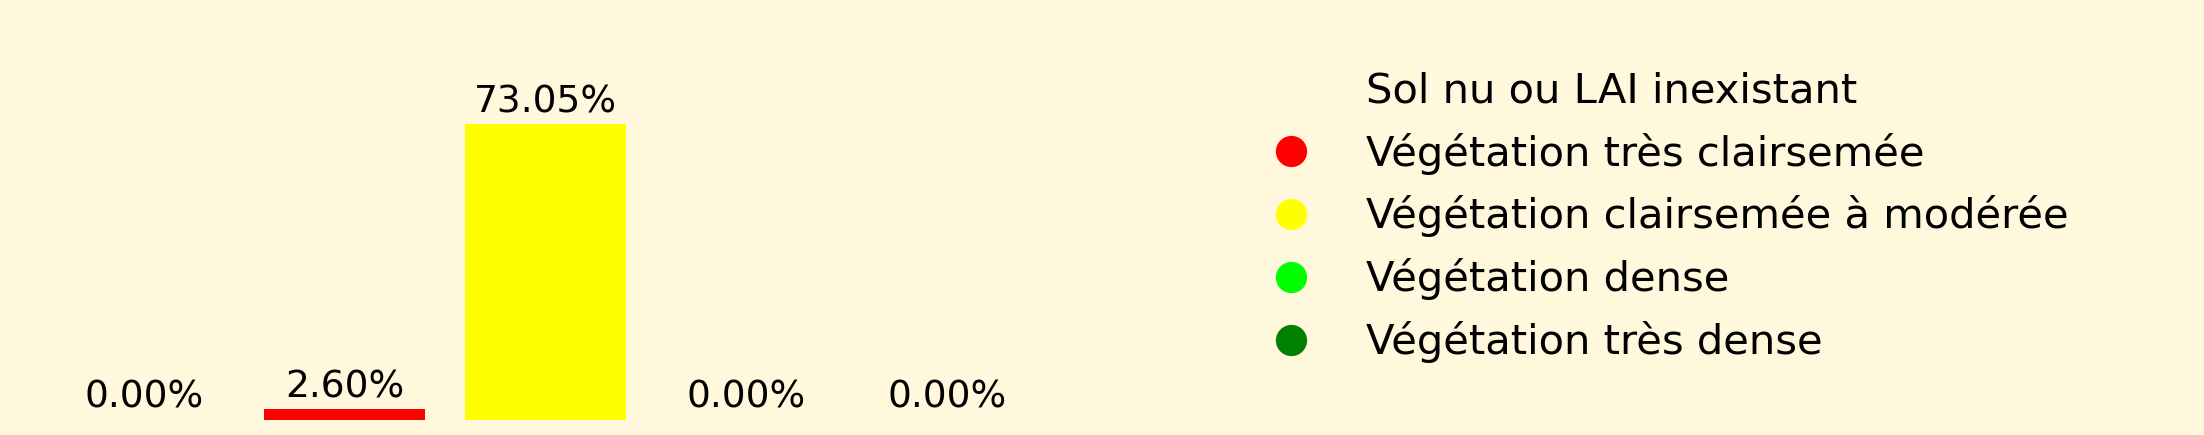 73.05%
2.60%
0.00%
0.00%
0.00%
Sol nu ou LAI inexistant
Végétation très clairsemée
Végétation clairsemée à modérée
Végétation dense
Végétation très dense